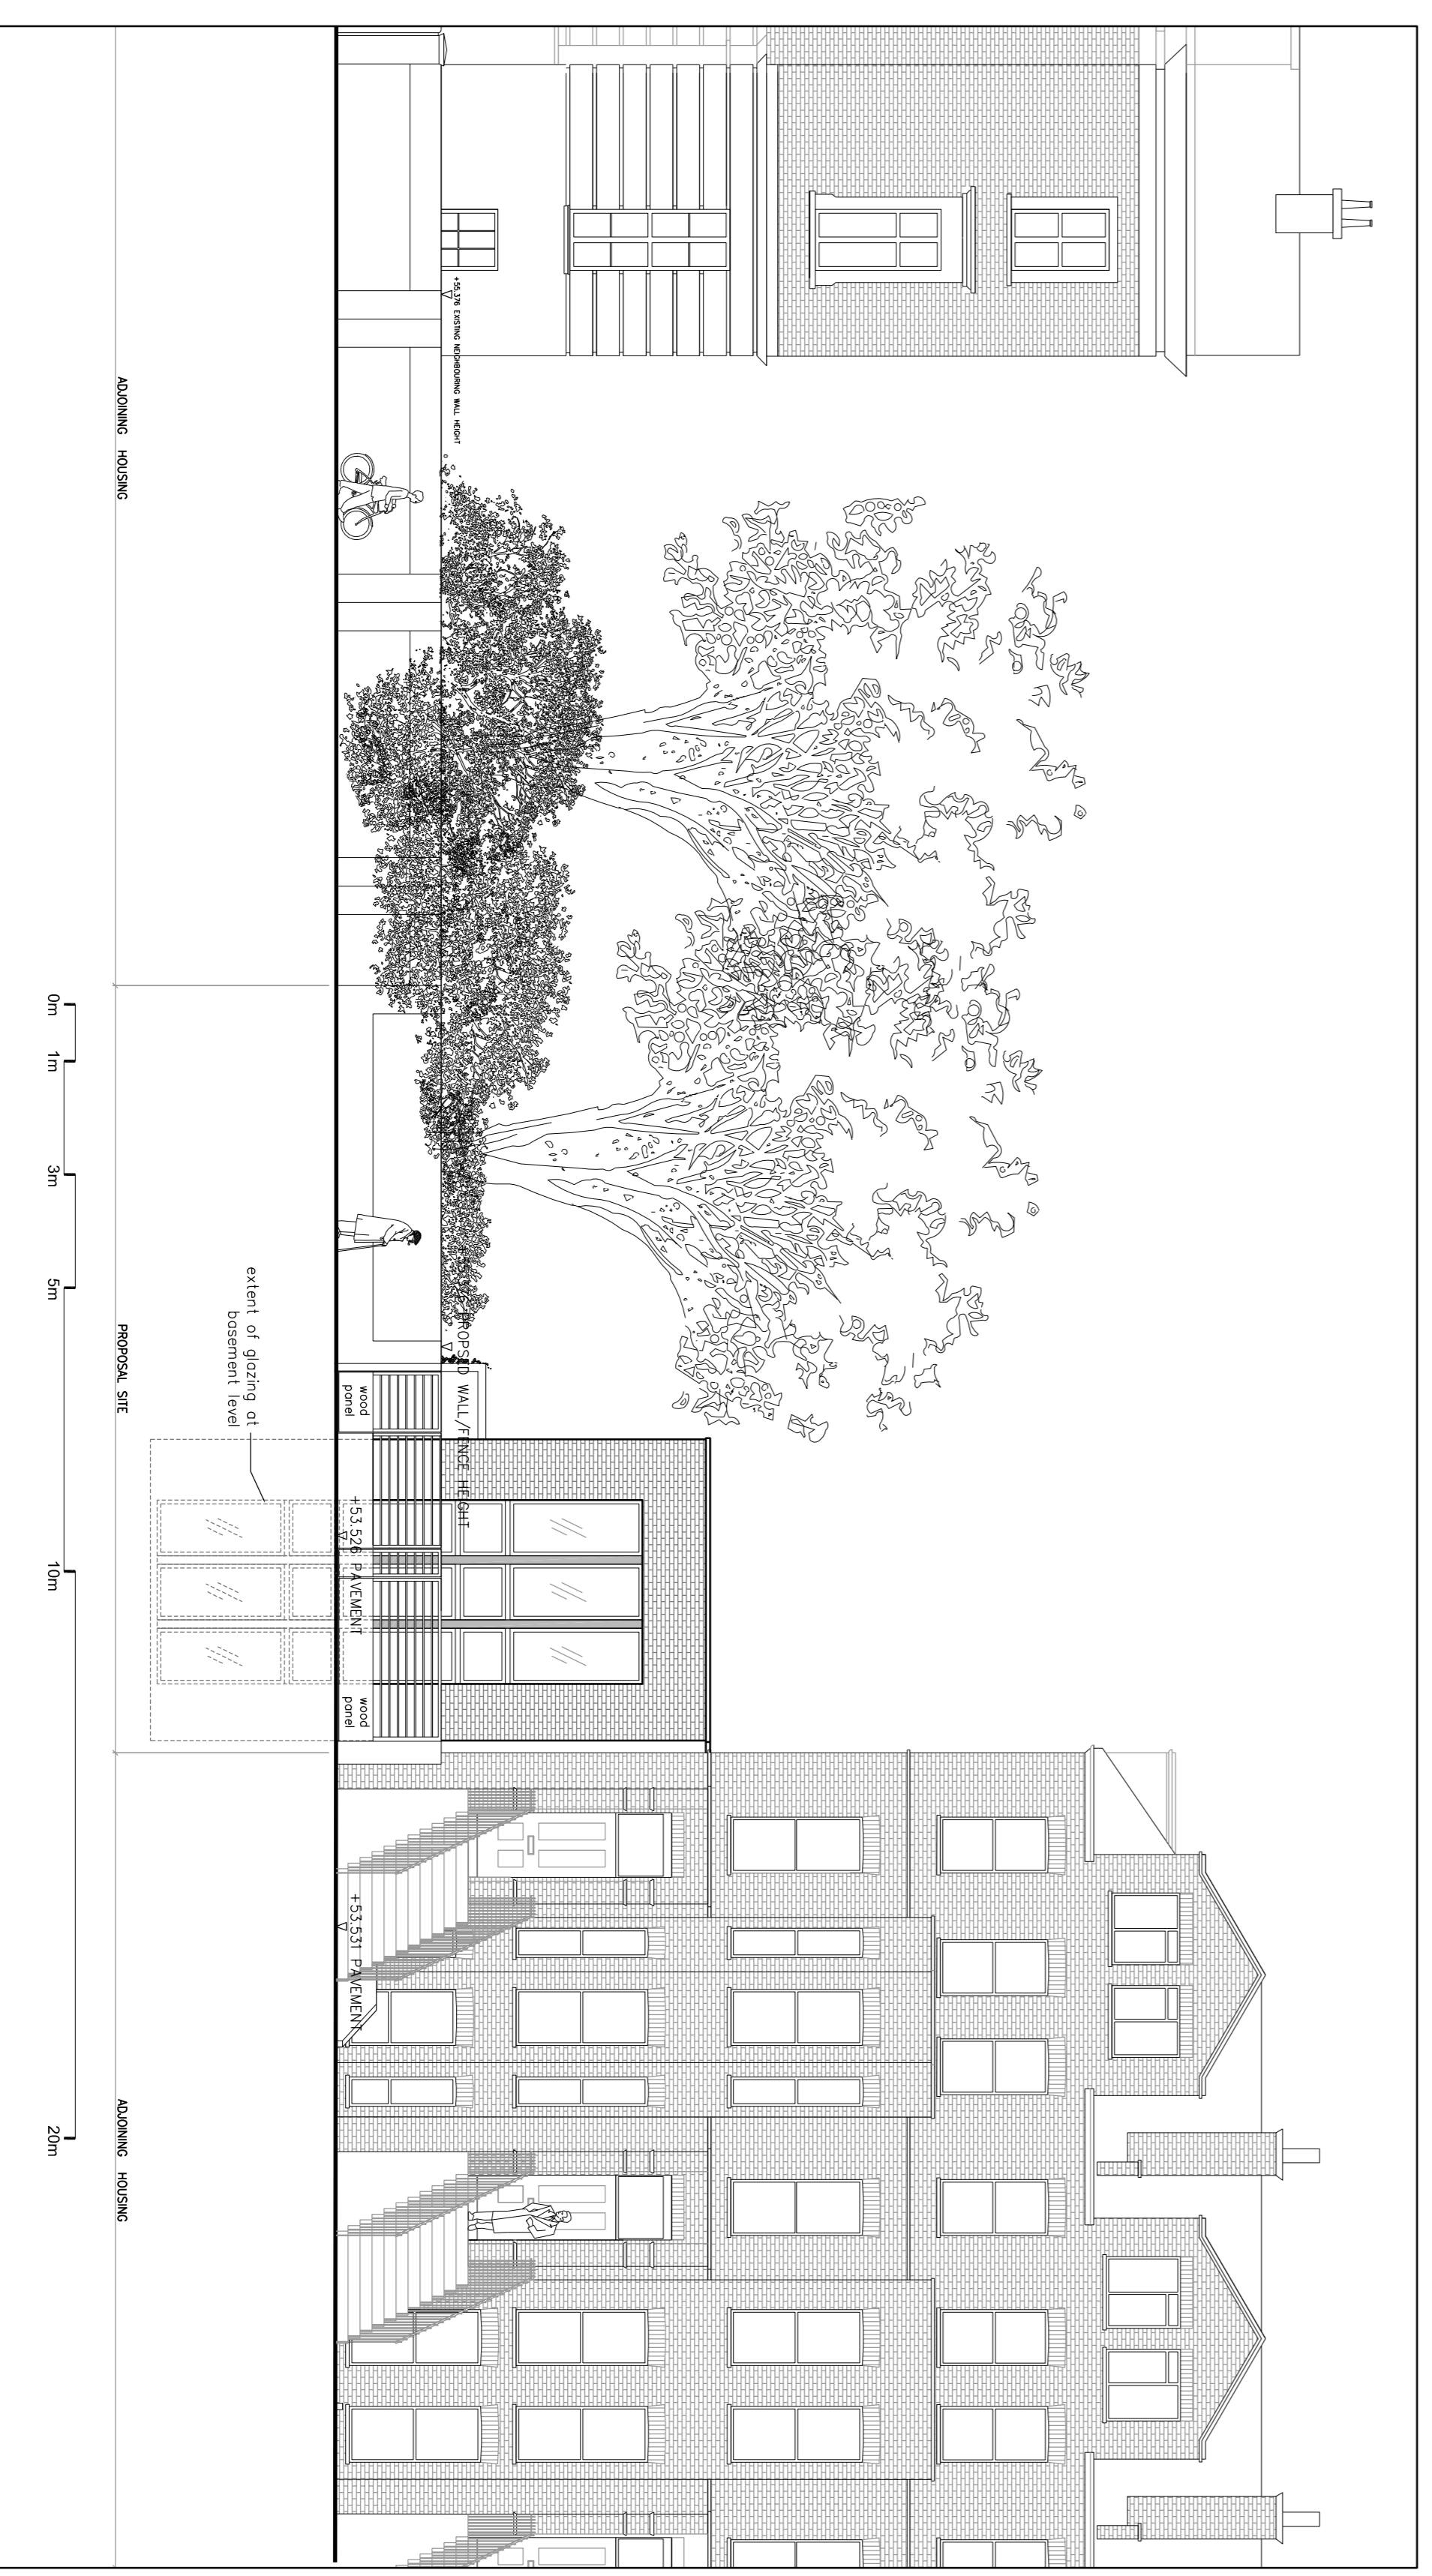 +55.376 EXISTING NEIGHBOURING WALL HEIGHT
PROPSED WALL/FENCE HEIGHT
wood
panel
+53.526 PAVEMENT
wood
panel
+53.531 PAVEMENT
extent of glazing at
basement level
ADJOINING HOUSING
PROPOSAL SITE
ADJOINING HOUSING
0m
1m
3m
5m
10m
20m